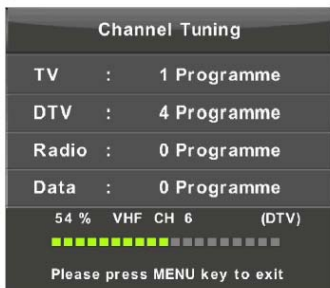 Channel Tuning
TV : 1 Programme
DTV : 4 Programme
Radio : 0 Programme
Data : 0 Programme
54 % VHF CH 6 (DTV)
Please press MENU key to exit